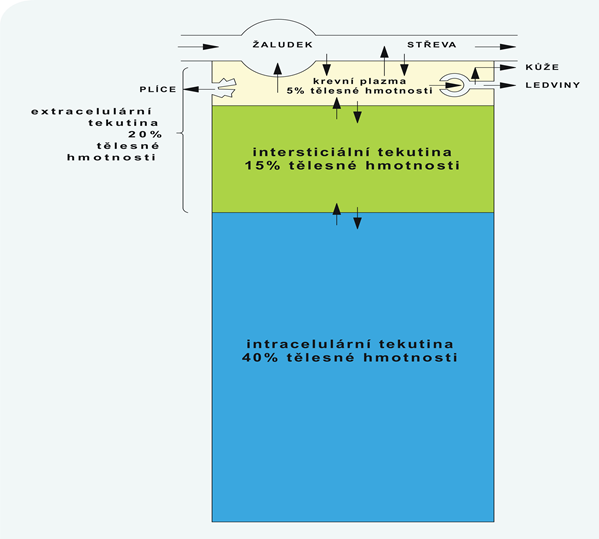 ŽALUDEK
STŘEVA
KŮŽE
krevní plazma
5% tělesné hmotnosti
LEDVINY
PLÍCE
extracelulární
tekutina
20%
tělesné
hmotnosti
intersticiální tekutina
15% tělesné hmotnosti
intracelulární tekutina
40% tělesné hmotnosti